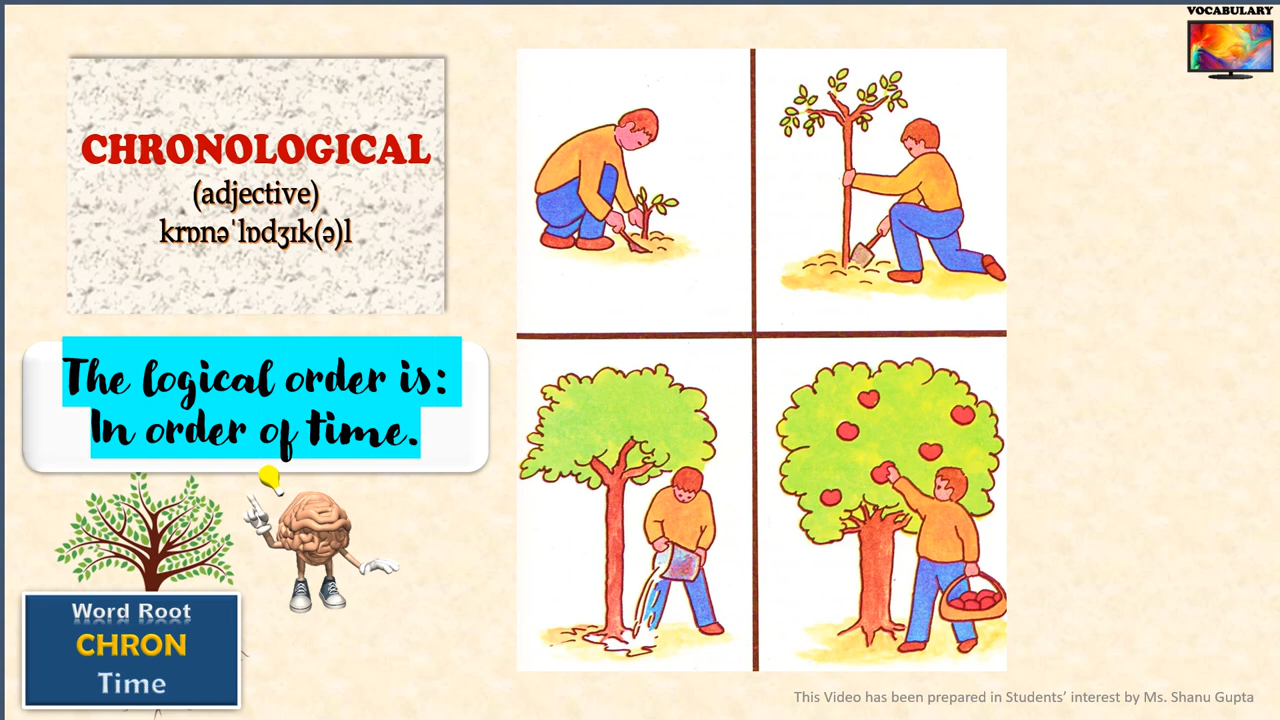 VOCABULARY
CHRONOLOGICAL
(adjective)
krɒnəˈlɒdʒɪk(ə)l
The logical order is:
In order of time.
Word Root
CHRON
Time
This Video has been prepared in Students’ interest by Ms. Shanu Gupta